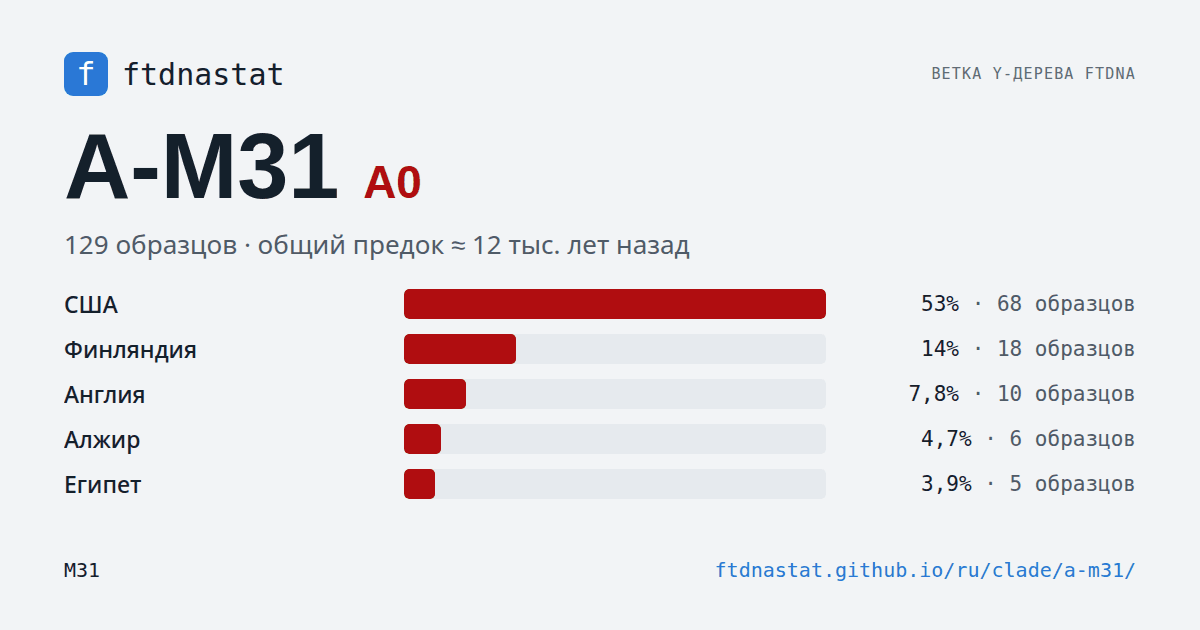 f ftdnastat
ВЕТКА Y-ДЕРЕВА FTDNA
A-M31 A0
129 образцов · общий предок ≈ 12 тыс. лет назад
США 53% · 68 образцов
Финляндия 14% · 18 образцов
Англия 7,8% · 10 образцов
Алжир 4,7% · 6 образцов
Египет 3,9% · 5 образцов
M31
ftdnastat.github.io/ru/clade/a-m31/